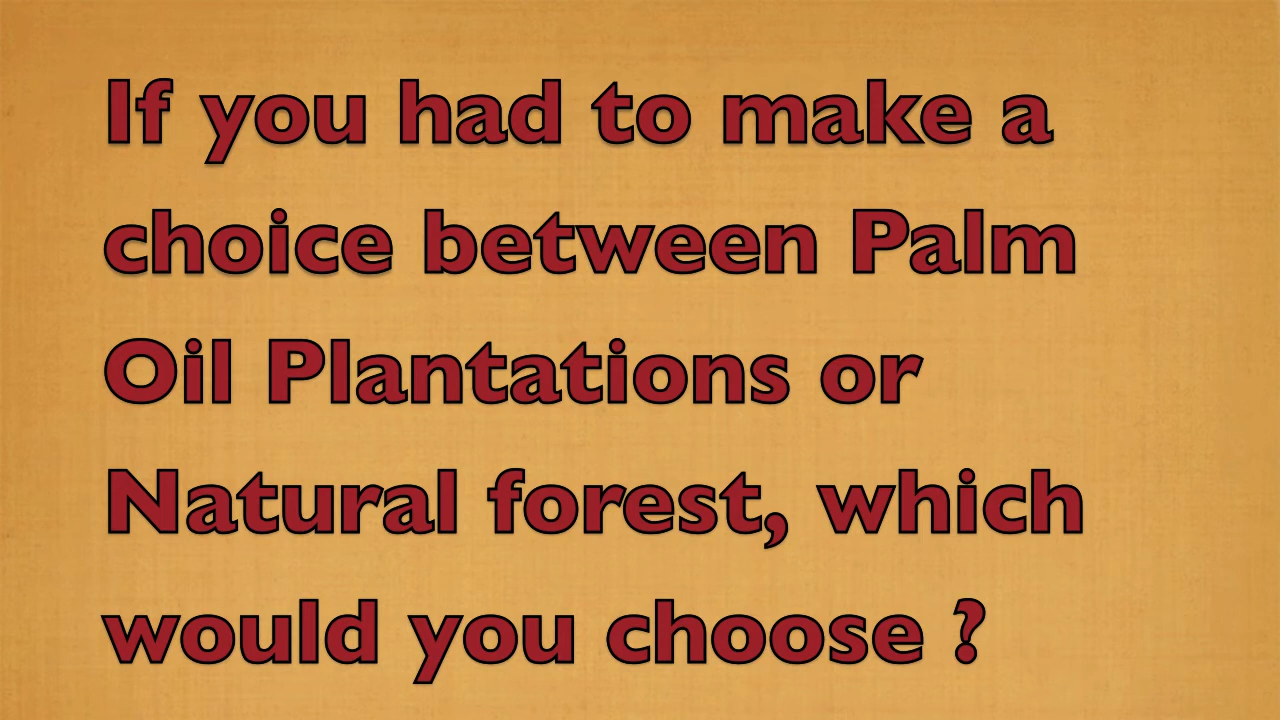 If you had to make a
choice between Palm
Oil Plantations or
Natural forest, which
would you choose ?